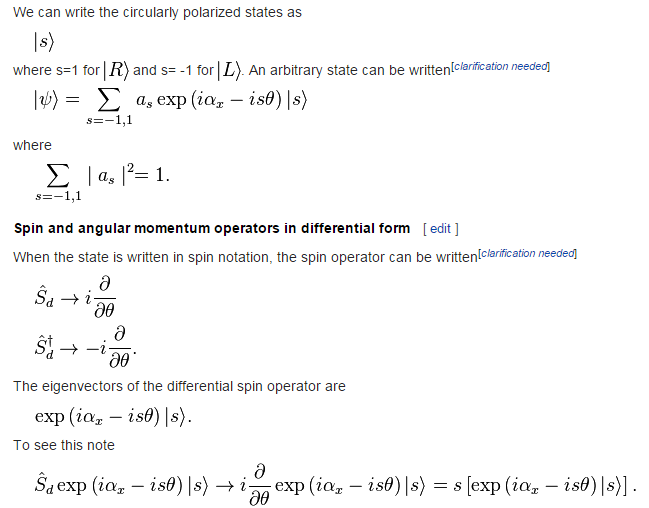 We can write the circularly polarized states as
|s⟩
where s=1 for |R⟩ and s= -1 for |L⟩. An arbitrary state can be written[clarification needed]
|ψ⟩ = ∑_{s=−1,1} a_s exp (iα_x − isθ) |s⟩
where
∑_{s=−1,1} | a_s |²= 1.
Spin and angular momentum operators in differential form [ edit ]
When the state is written in spin notation, the spin operator can be written[clarification needed]
Ŝ_d → i ∂/∂θ
Ŝ_d^† → −i ∂/∂θ.
The eigenvectors of the differential spin operator are
exp (iα_x − isθ) |s⟩.
To see this note
Ŝ_d exp (iα_x − isθ) |s⟩ → i ∂/∂θ exp (iα_x − isθ) |s⟩ = s [exp (iα_x − isθ) |s⟩] .